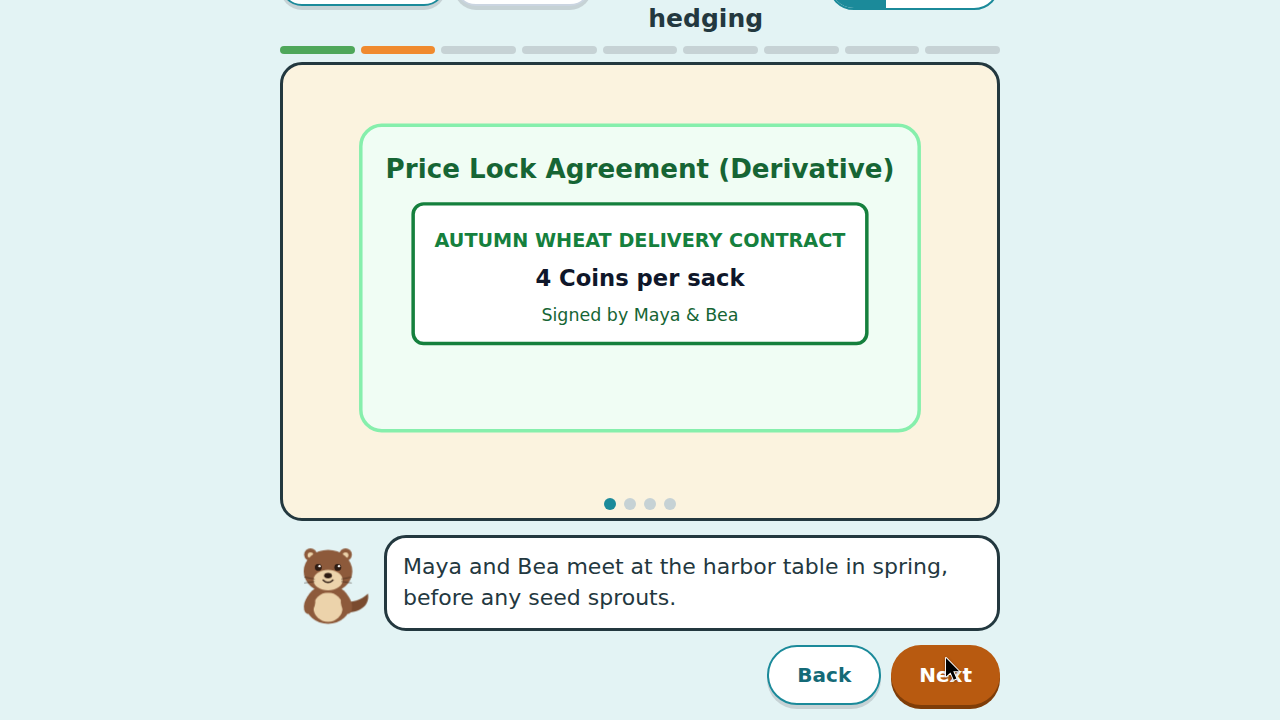 hedging
Price Lock Agreement (Derivative)
AUTUMN WHEAT DELIVERY CONTRACT
4 Coins per sack
Signed by Maya & Bea
Maya and Bea meet at the harbor table in spring,
before any seed sprouts.
Back
Next